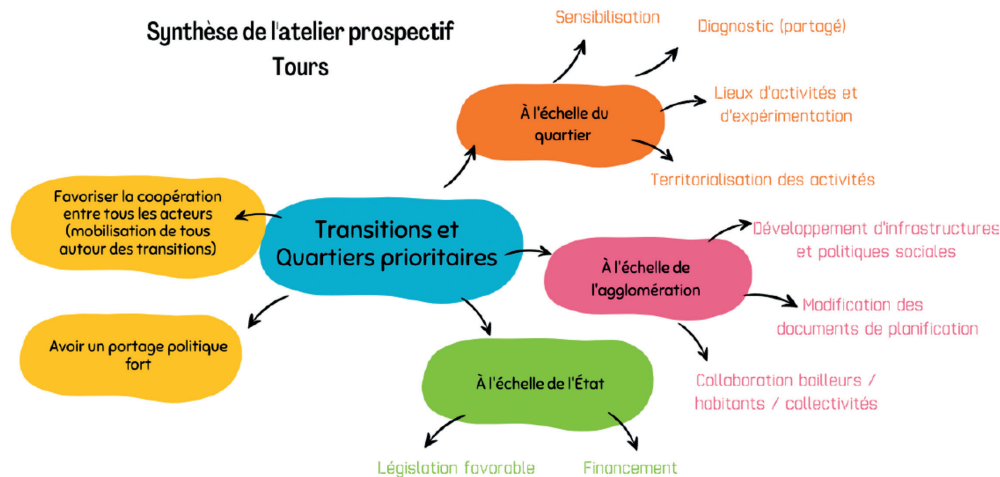 Synthèse de l'atelier prospectif
Tours
Sensibilisation
Diagnostic (partagé)
À l'échelle du
quartier
Lieux d'activités et
d'expérimentation
Territorialisation des activités
Favoriser la coopération
entre tous les acteurs
(mobilisation de tous
autour des transitions)
Transitions et
Quartiers prioritaires
Développement d'infrastructures
et politiques sociales
À l'échelle de
l'agglomération
Modification des
documents de planification
Avoir un portage politique
fort
À l'échelle de l'État
Collaboration bailleurs /
habitants / collectivités
Législation favorable
Financement